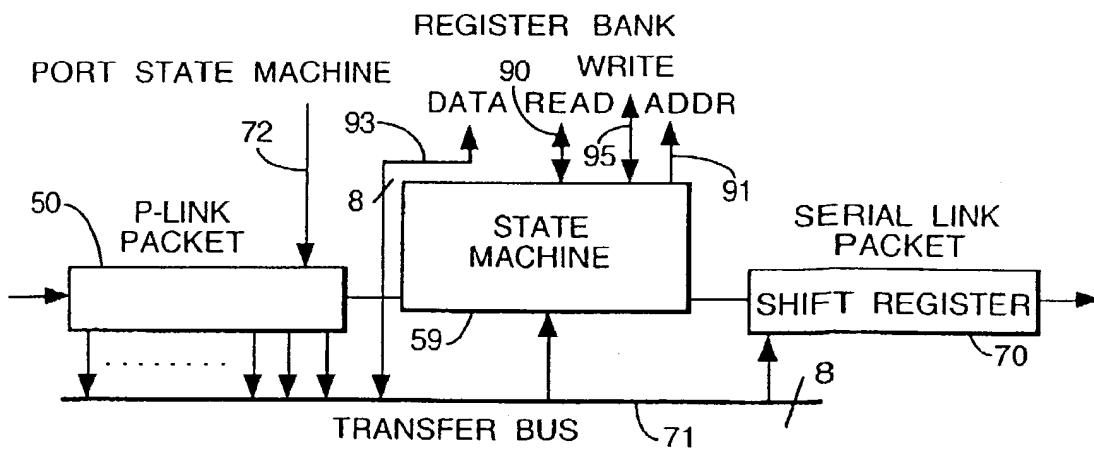 REGISTER BANK
PORT STATE MACHINE
90
WRITE
DATA READ ADDR
93
72
95
91
8
50
P-LINK
PACKET
STATE
MACHINE
SERIAL LINK
PACKET
SHIFT REGISTER
59
70
. . . . . . . .
8
TRANSFER BUS
71